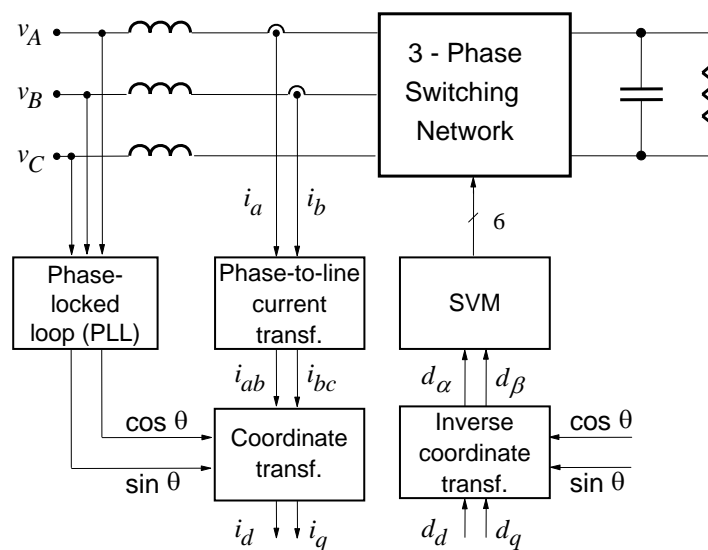 v_A
v_B
v_C
3 - Phase
Switching
Network
i_a
i_b
6
Phase-
locked
loop (PLL)
Phase-to-line
current
transf.
SVM
i_ab
i_bc
d_α
d_β
cos θ
sin θ
Coordinate
transf.
Inverse
coordinate
transf.
cos θ
sin θ
i_d
i_q
d_d
d_q